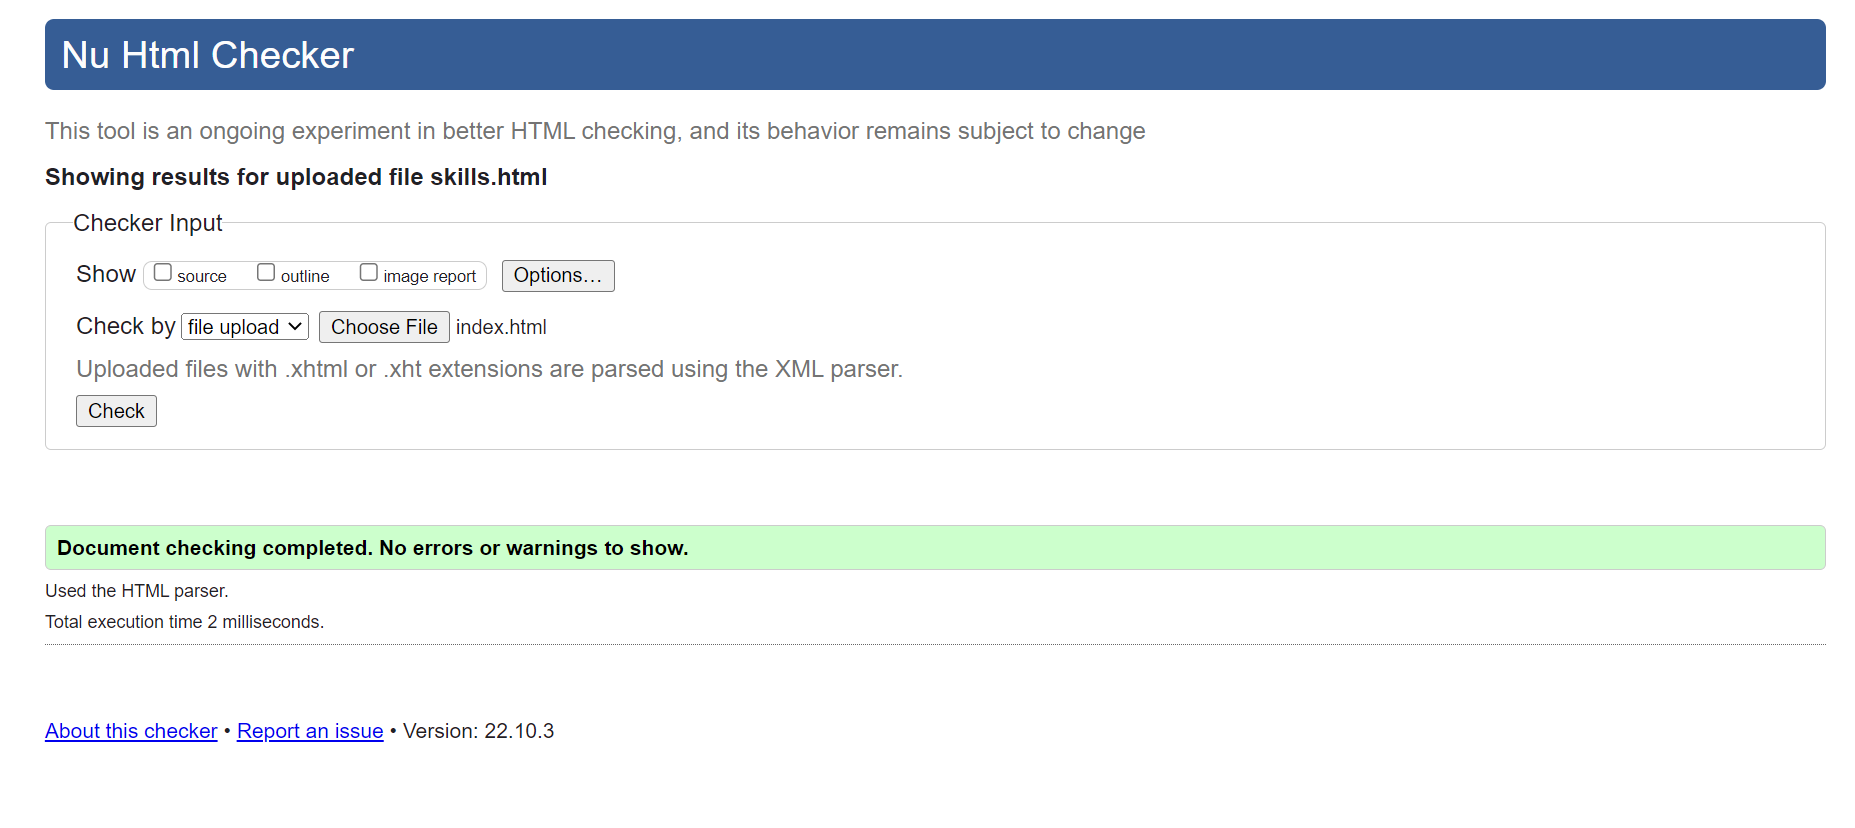 Nu Html Checker
This tool is an ongoing experiment in better HTML checking, and its behavior remains subject to change
Showing results for uploaded file skills.html
Checker Input
Show source outline image report Options…
Check by file upload Choose File index.html
Uploaded files with .xhtml or .xht extensions are parsed using the XML parser.
Check
Document checking completed. No errors or warnings to show.
Used the HTML parser.
Total execution time 2 milliseconds.
About this checker • Report an issue • Version: 22.10.3